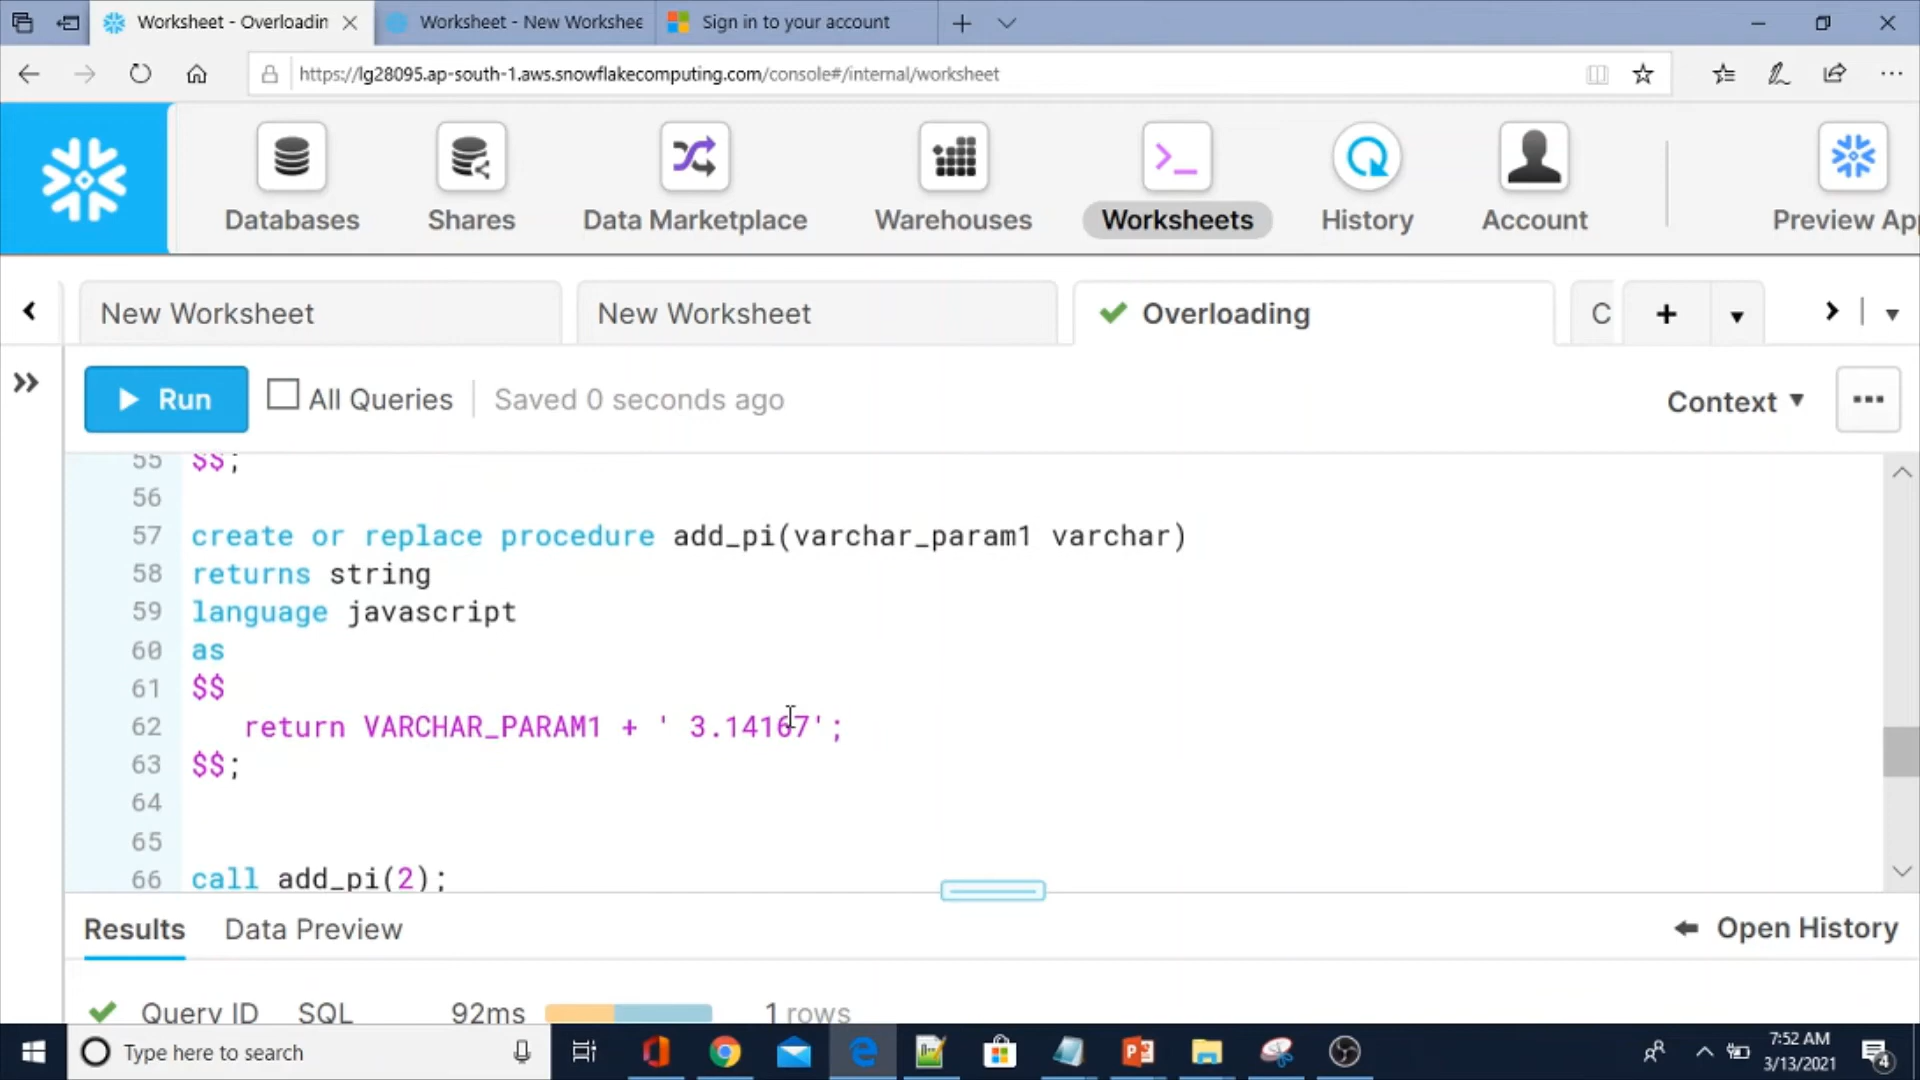 Worksheet - Overloadin
Worksheet - New Workshee
Sign in to your account
https://lg28095.ap-south-1.aws.snowflakecomputing.com/console#/internal/worksheet
Databases
Shares
Data Marketplace
Warehouses
Worksheets
History
Account
Preview Ap
New Worksheet
New Worksheet
Overloading
C
Run
All Queries
Saved 0 seconds ago
Context
55 $$;
56
57 create or replace procedure add_pi(varchar_param1 varchar)
58 returns string
59 language javascript
60 as
61 $$
62 return VARCHAR_PARAM1 + ' 3.14167';
63 $$;
64
65
66 call add_pi(2);
Results
Data Preview
Open History
Query ID SQL 92ms 1 rows
Type here to search
7:52 AM
3/13/2021
4